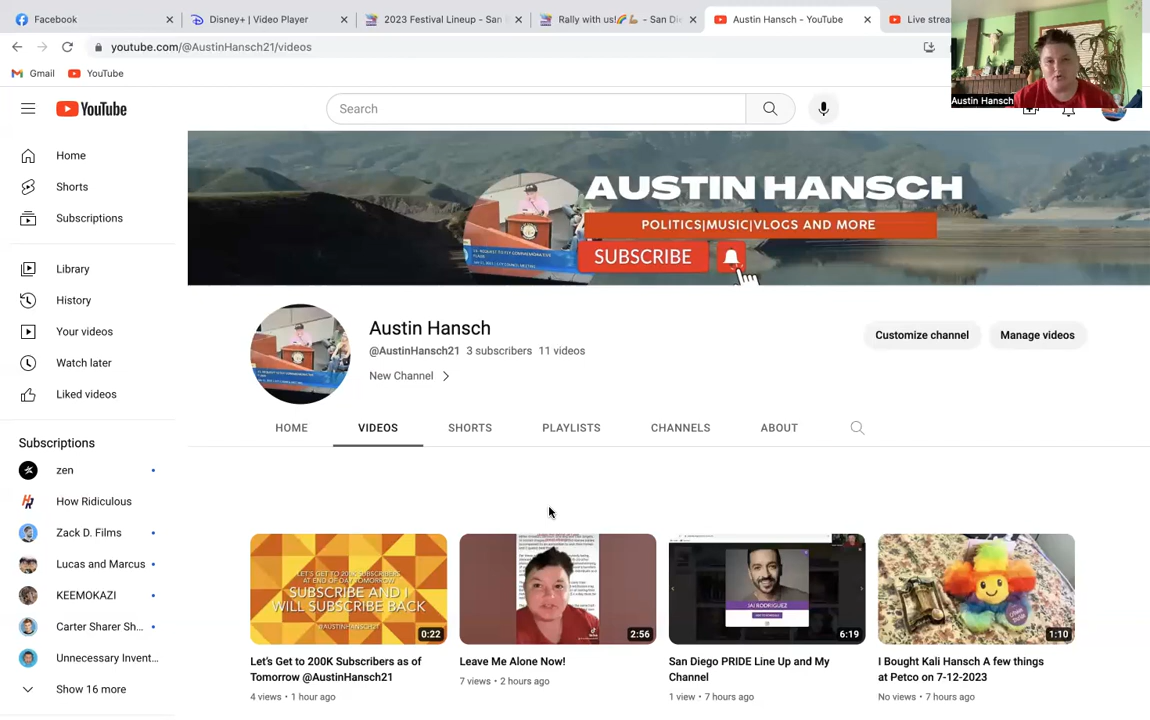 Facebook
Disney+ | Video Player
2023 Festival Lineup - San
Rally with us!🌈💪🏼 - San Die
Austin Hansch - YouTube
Live strea
youtube.com/@AustinHansch21/videos
Gmail
YouTube
Austin Hansch
YouTube
Search
Home
Shorts
Subscriptions
Library
History
Your videos
Watch later
Liked videos
Subscriptions
zen
How Ridiculous
Zack D. Films
Lucas and Marcus
KEEMOKAZI
Carter Sharer Sh...
Unnecessary Invent...
Show 16 more
AUSTIN HANSCH
POLITICS|MUSIC|VLOGS AND MORE
SUBSCRIBE
Austin Hansch
@AustinHansch21 3 subscribers 11 videos
New Channel
Customize channel
Manage videos
HOME
VIDEOS
SHORTS
PLAYLISTS
CHANNELS
ABOUT
LET'S GET TO 200K SUBSCRIBERS
AT END OF DAY TOMORROW
SUBSCRIBE AND I
WILL SUBSCRIBE BACK
@AUSTINHANSCH21
0:22
Let's Get to 200K Subscribers as of
Tomorrow @AustinHansch21
4 views • 1 hour ago
2:56
Leave Me Alone Now!
7 views • 2 hours ago
JAI RODRIGUEZ
6:19
San Diego PRIDE Line Up and My
Channel
1 view • 7 hours ago
1:10
I Bought Kali Hansch A few things
at Petco on 7-12-2023
No views • 7 hours ago